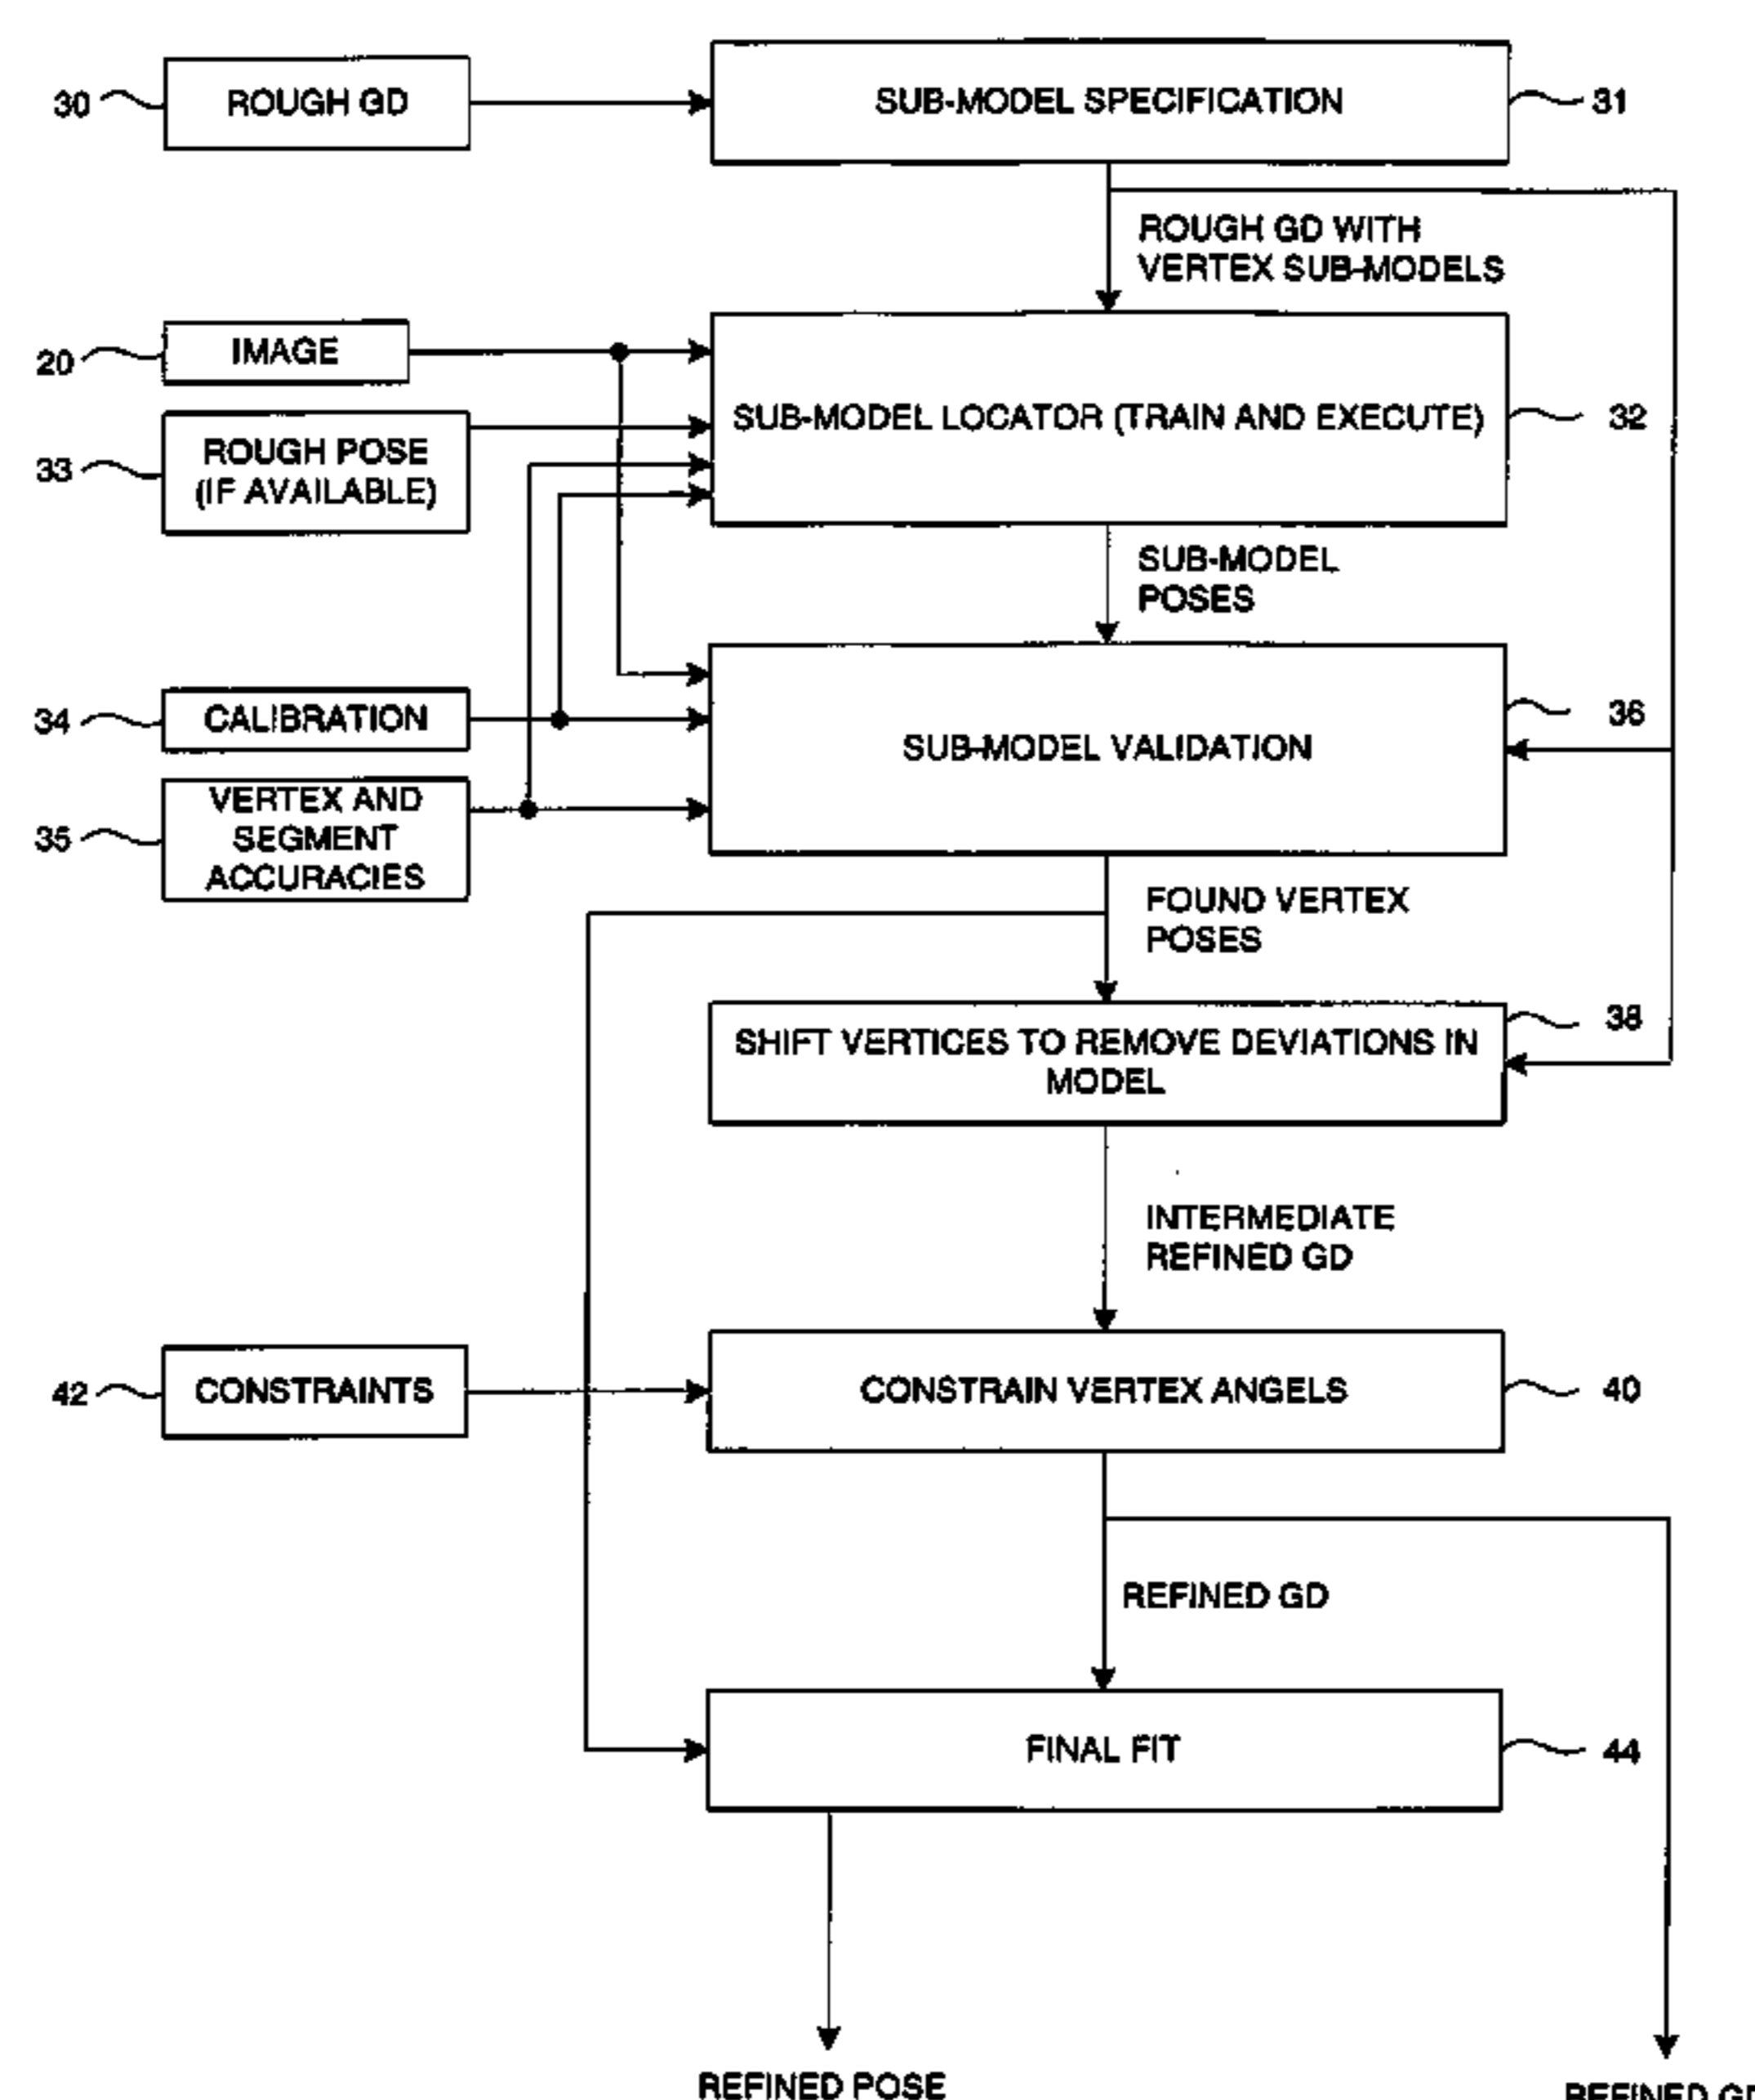 30
ROUGH GD
SUB-MODEL SPECIFICATION
31
ROUGH GD WITH
VERTEX SUB-MODELS
20
IMAGE
SUB-MODEL LOCATOR (TRAIN AND EXECUTE)
32
33
ROUGH POSE
(IF AVAILABLE)
SUB-MODEL
POSES
34
CALIBRATION
SUB-MODEL VALIDATION
36
35
VERTEX AND
SEGMENT
ACCURACIES
FOUND VERTEX
POSES
SHIFT VERTICES TO REMOVE DEVIATIONS IN
MODEL
38
INTERMEDIATE
REFINED GD
42
CONSTRAINTS
CONSTRAIN VERTEX ANGELS
40
REFINED GD
FINAL FIT
44
REFINED POSE
REFINED GD